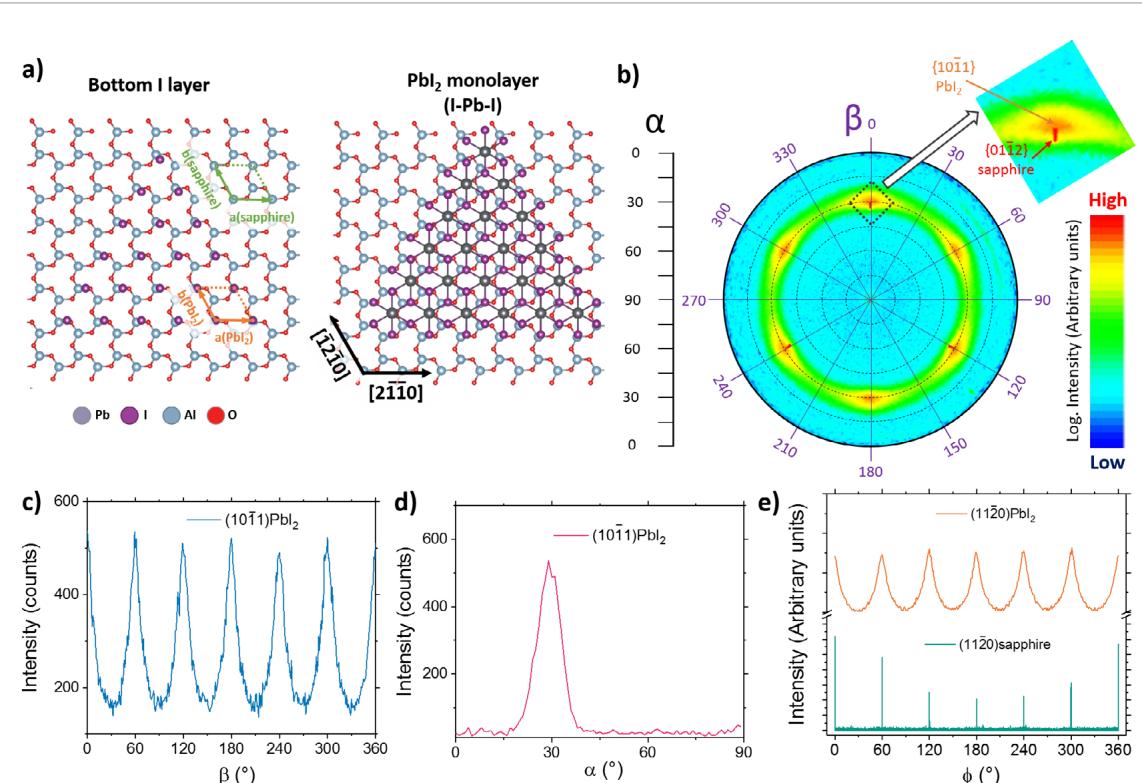 a)
Bottom I layer
b(sapphire)
a(sapphire)
b(PbI₂)
a(PbI₂)
PbI₂ monolayer
(I-Pb-I)
[1̄21̄0]
[21̄1̄0]
Pb I Al O
b)
α
0
30
60
90
60
30
0
β
0
30
60
90
120
150
180
210
240
270
300
330
{101̄1}
PbI₂
{011̄2}
sapphire
High
Log. Intensity (Arbitrary units)
Low
c)
Intensity (counts)
600
400
200
(101̄1)PbI₂
0 60 120 180 240 300 360
β (°)
d)
Intensity (counts)
600
400
200
(101̄1)PbI₂
0 30 60 90
α (°)
e)
Intensity (Arbitrary units)
(112̄0)PbI₂
(112̄0)sapphire
0 60 120 180 240 300 360
ϕ (°)